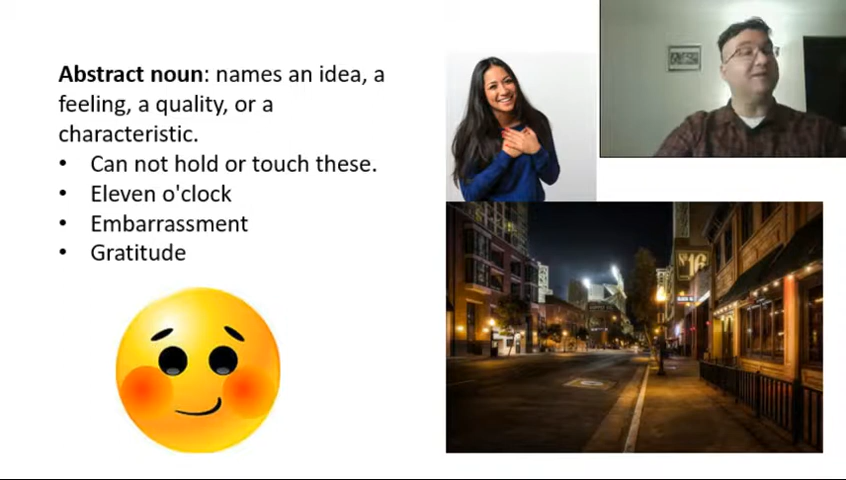 Abstract noun: names an idea, a
feeling, a quality, or a
characteristic.
• Can not hold or touch these.
• Eleven o'clock
• Embarrassment
• Gratitude
'16